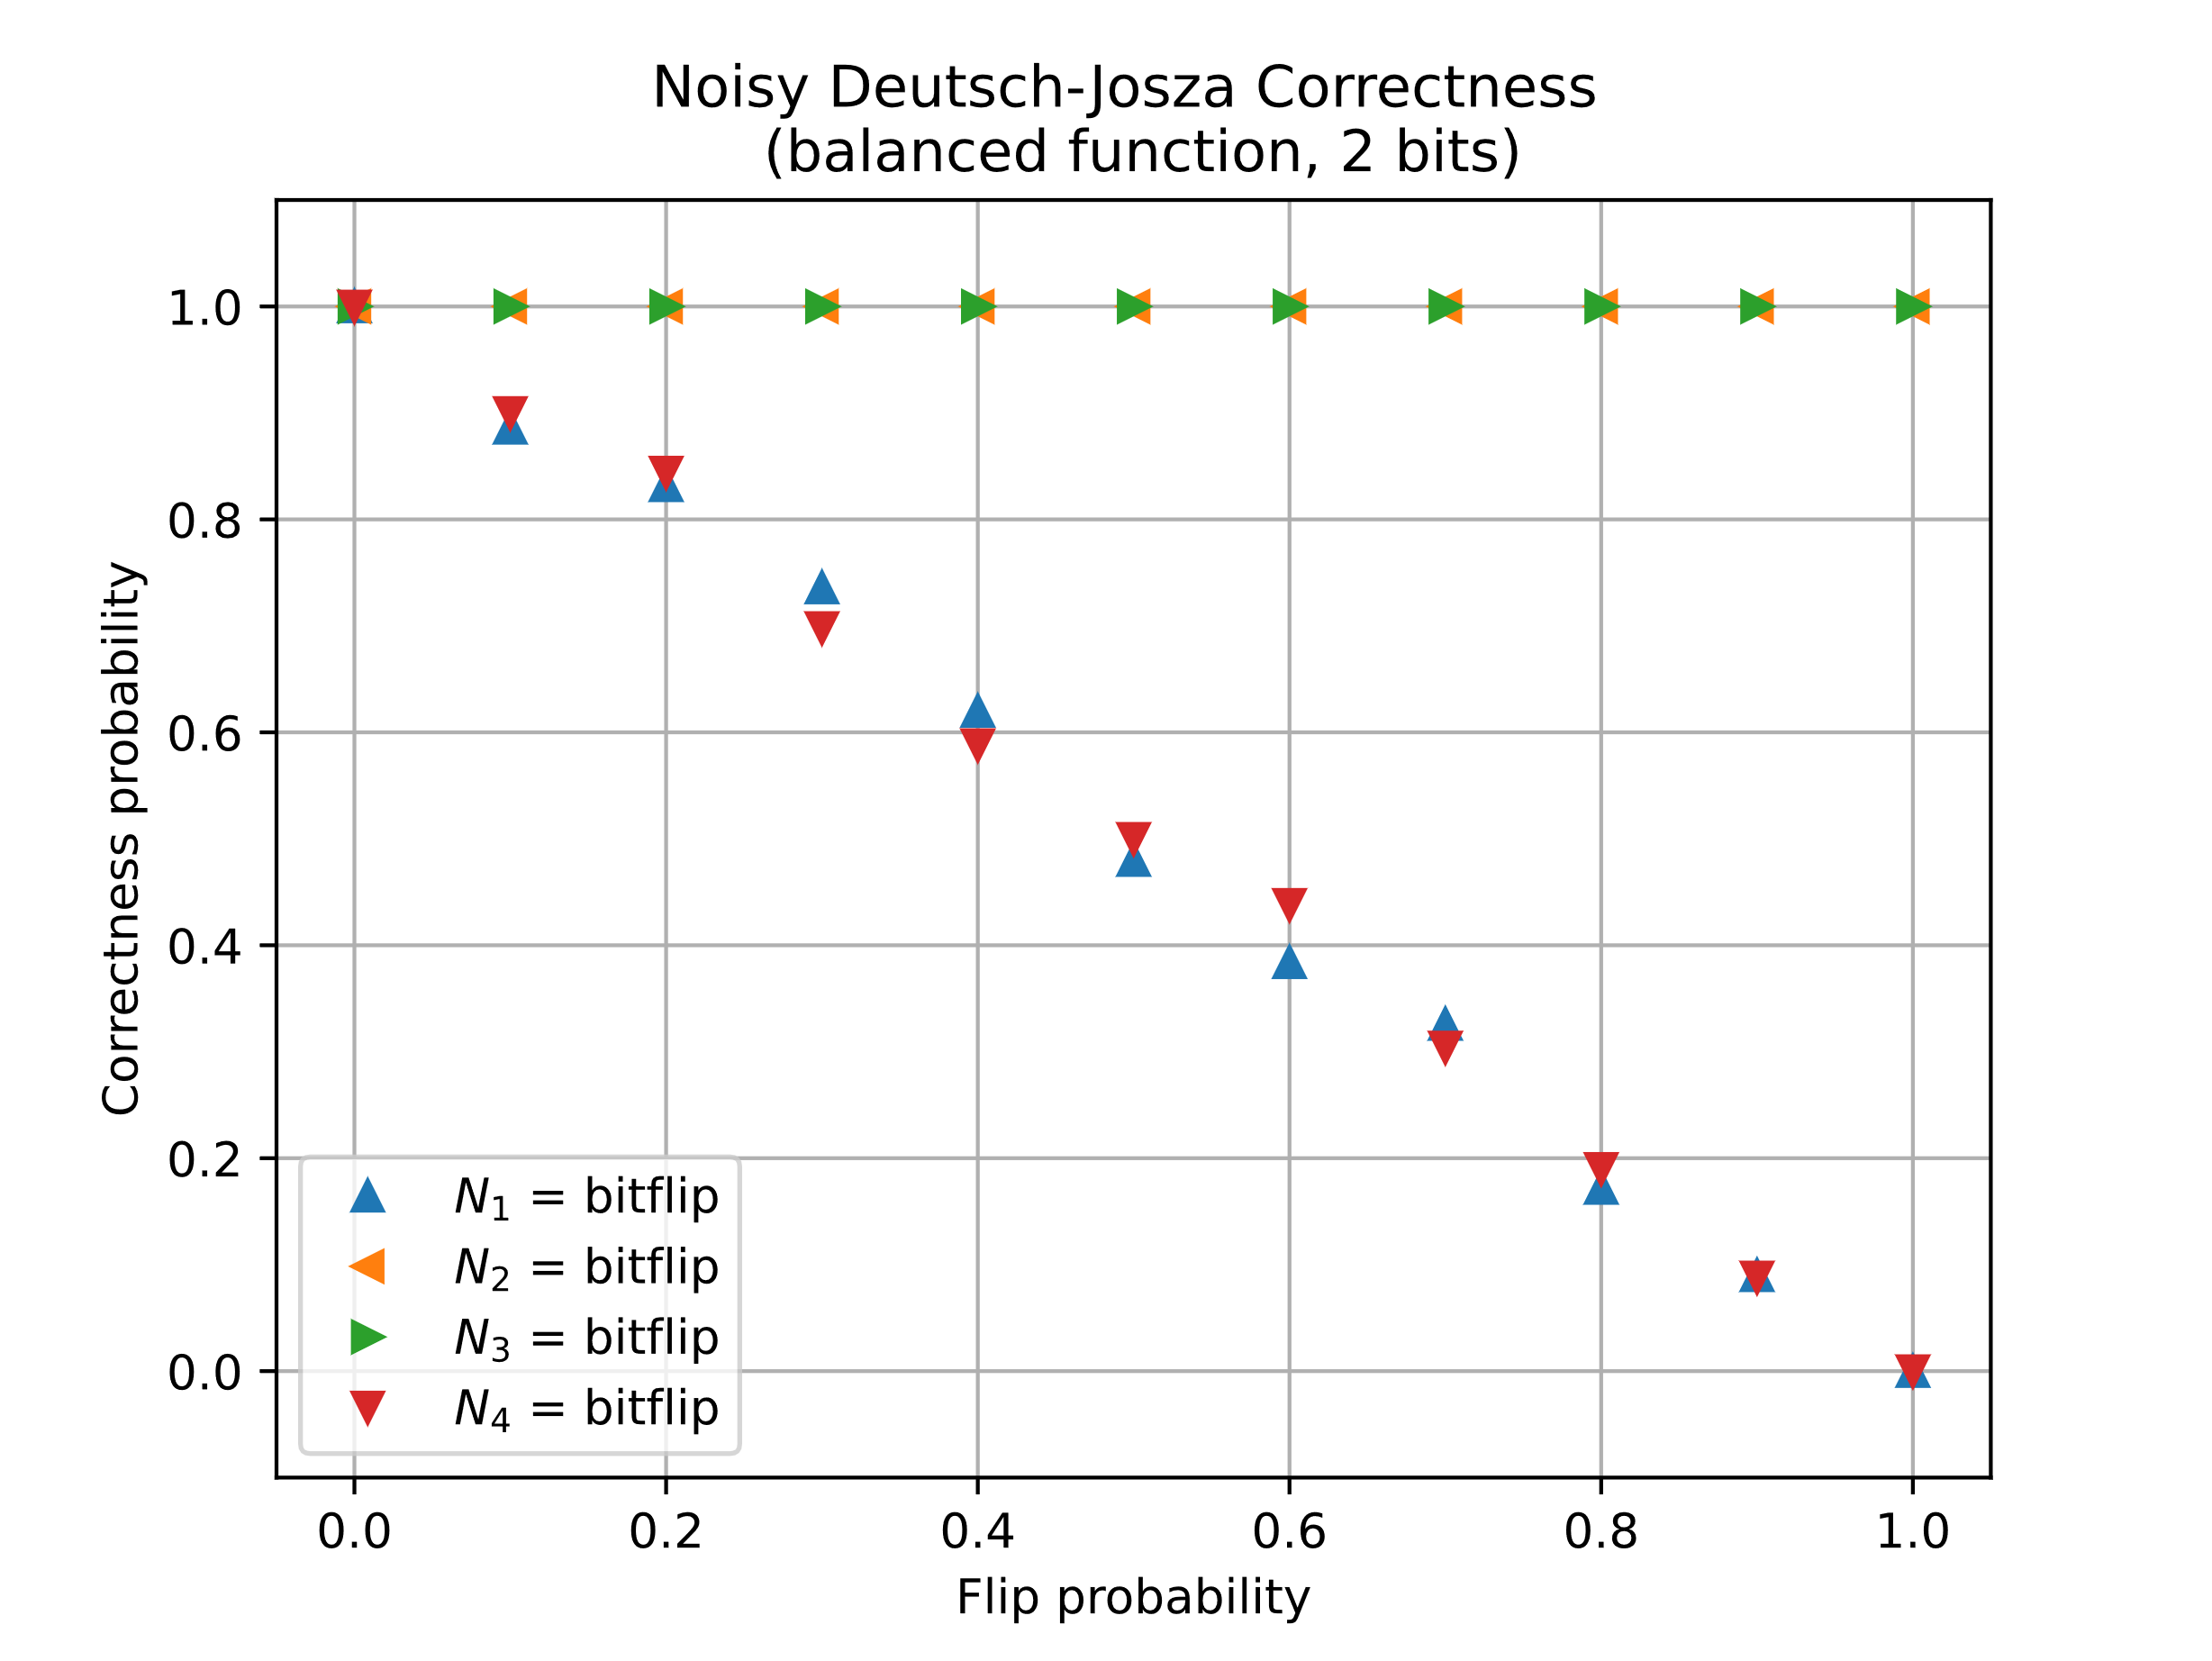 Noisy Deutsch-Josza Correctness
(balanced function, 2 bits)
Correctness probability
1.0
0.8
0.6
0.4
0.2
0.0
N₁ = bitflip
N₂ = bitflip
N₃ = bitflip
N₄ = bitflip
0.0 0.2 0.4 0.6 0.8 1.0
Flip probability